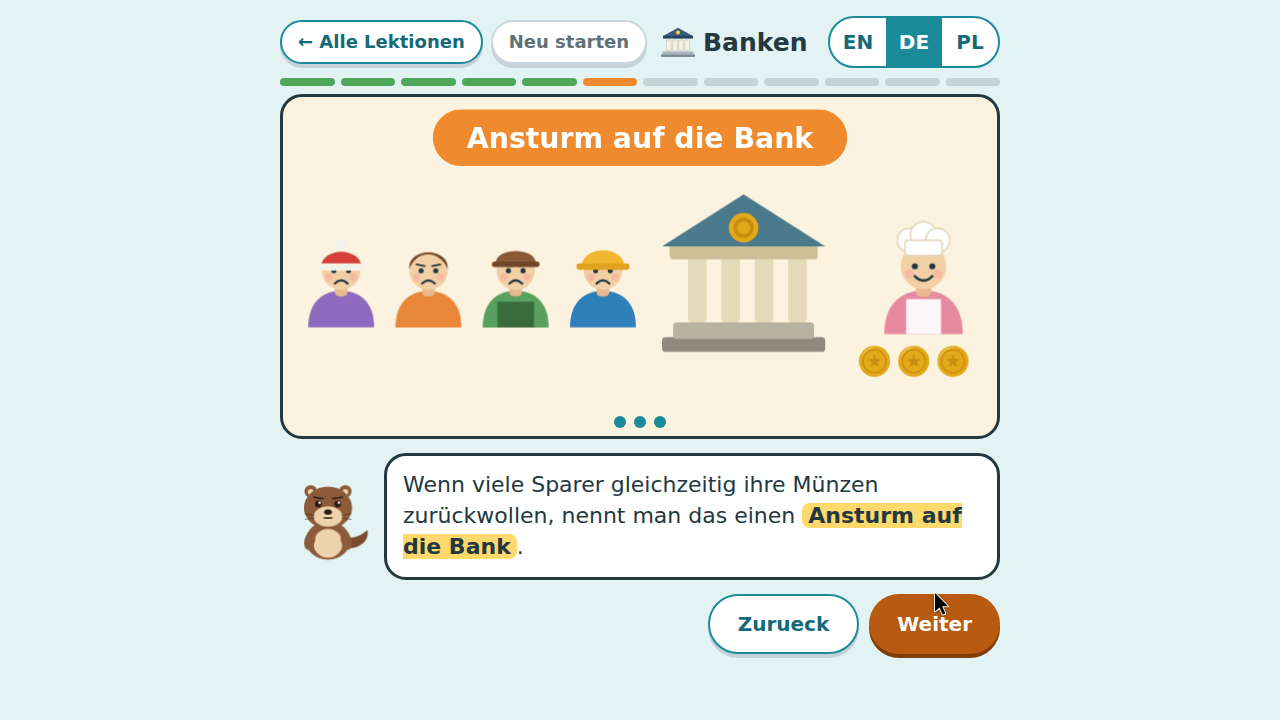 ← Alle Lektionen
Neu starten
Banken
EN
DE
PL
Ansturm auf die Bank
Wenn viele Sparer gleichzeitig ihre Münzen
zurückwollen, nennt man das einen Ansturm auf
die Bank.
Zurueck
Weiter